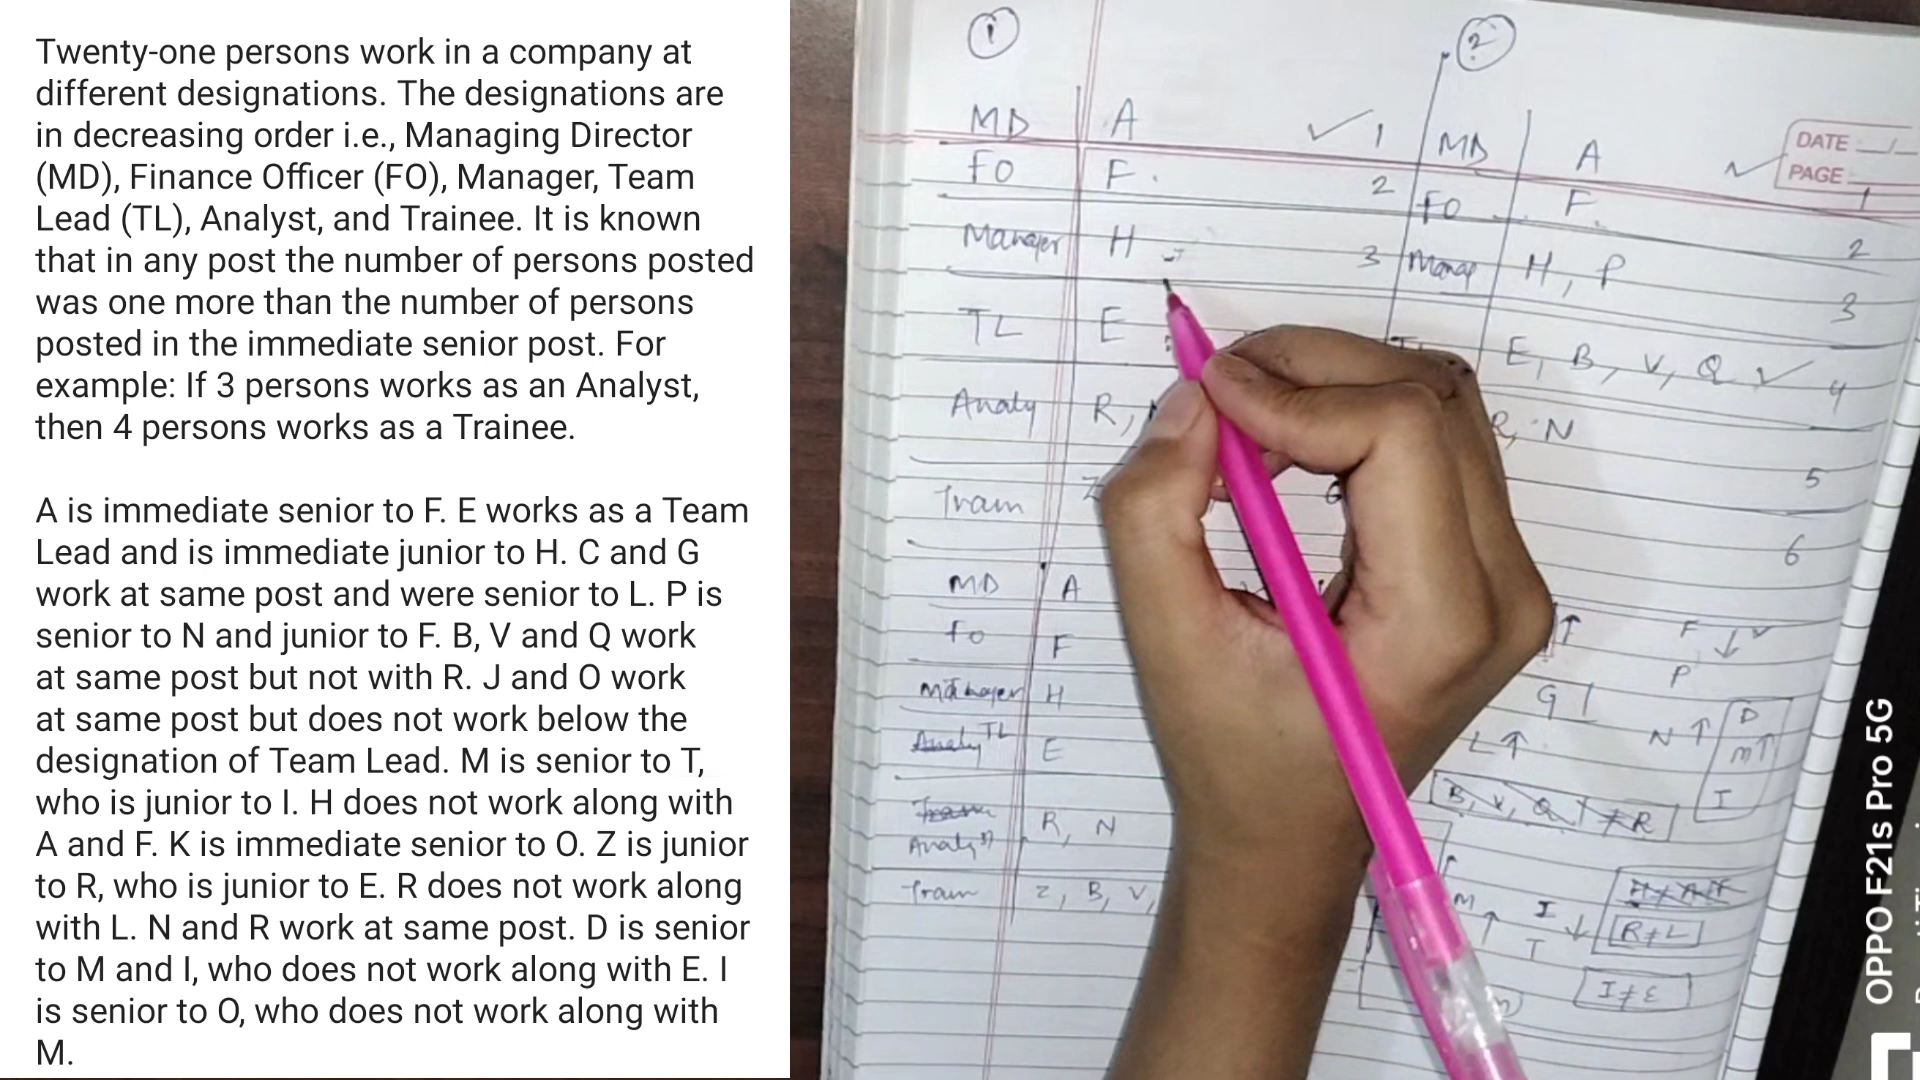 Twenty-one persons work in a company at
different designations. The designations are
in decreasing order i.e., Managing Director
(MD), Finance Officer (FO), Manager, Team
Lead (TL), Analyst, and Trainee. It is known
that in any post the number of persons posted
was one more than the number of persons
posted in the immediate senior post. For
example: If 3 persons works as an Analyst,
then 4 persons works as a Trainee.
A is immediate senior to F. E works as a Team
Lead and is immediate junior to H. C and G
work at same post and were senior to L. P is
senior to N and junior to F. B, V and Q work
at same post but not with R. J and O work
at same post but does not work below the
designation of Team Lead. M is senior to T,
who is junior to I. H does not work along with
A and F. K is immediate senior to O. Z is junior
to R, who is junior to E. R does not work along
with L. N and R work at same post. D is senior
to M and I, who does not work along with E. I
is senior to O, who does not work along with
M.
1
MD A ✓ 1
FO F. 2
Manager H 3
TL E
Analy R,
Train Z
2
MD A ✓ 1
FO F. 2
Manag H, P 3
E, B, V, Q ✓ 4
R, N 5
6
DATE
PAGE
MD A
fo F
Manager H
TL E
Analy R, N
Train Z, B, V,
F ↓ ✓
P
G
L ↑
N ↑
D
M ↑
I
B, V, Q ≠ R
M ↑
I ↓
T
R ≠ L
I ≠ E
OPPO F21s Pro 5G